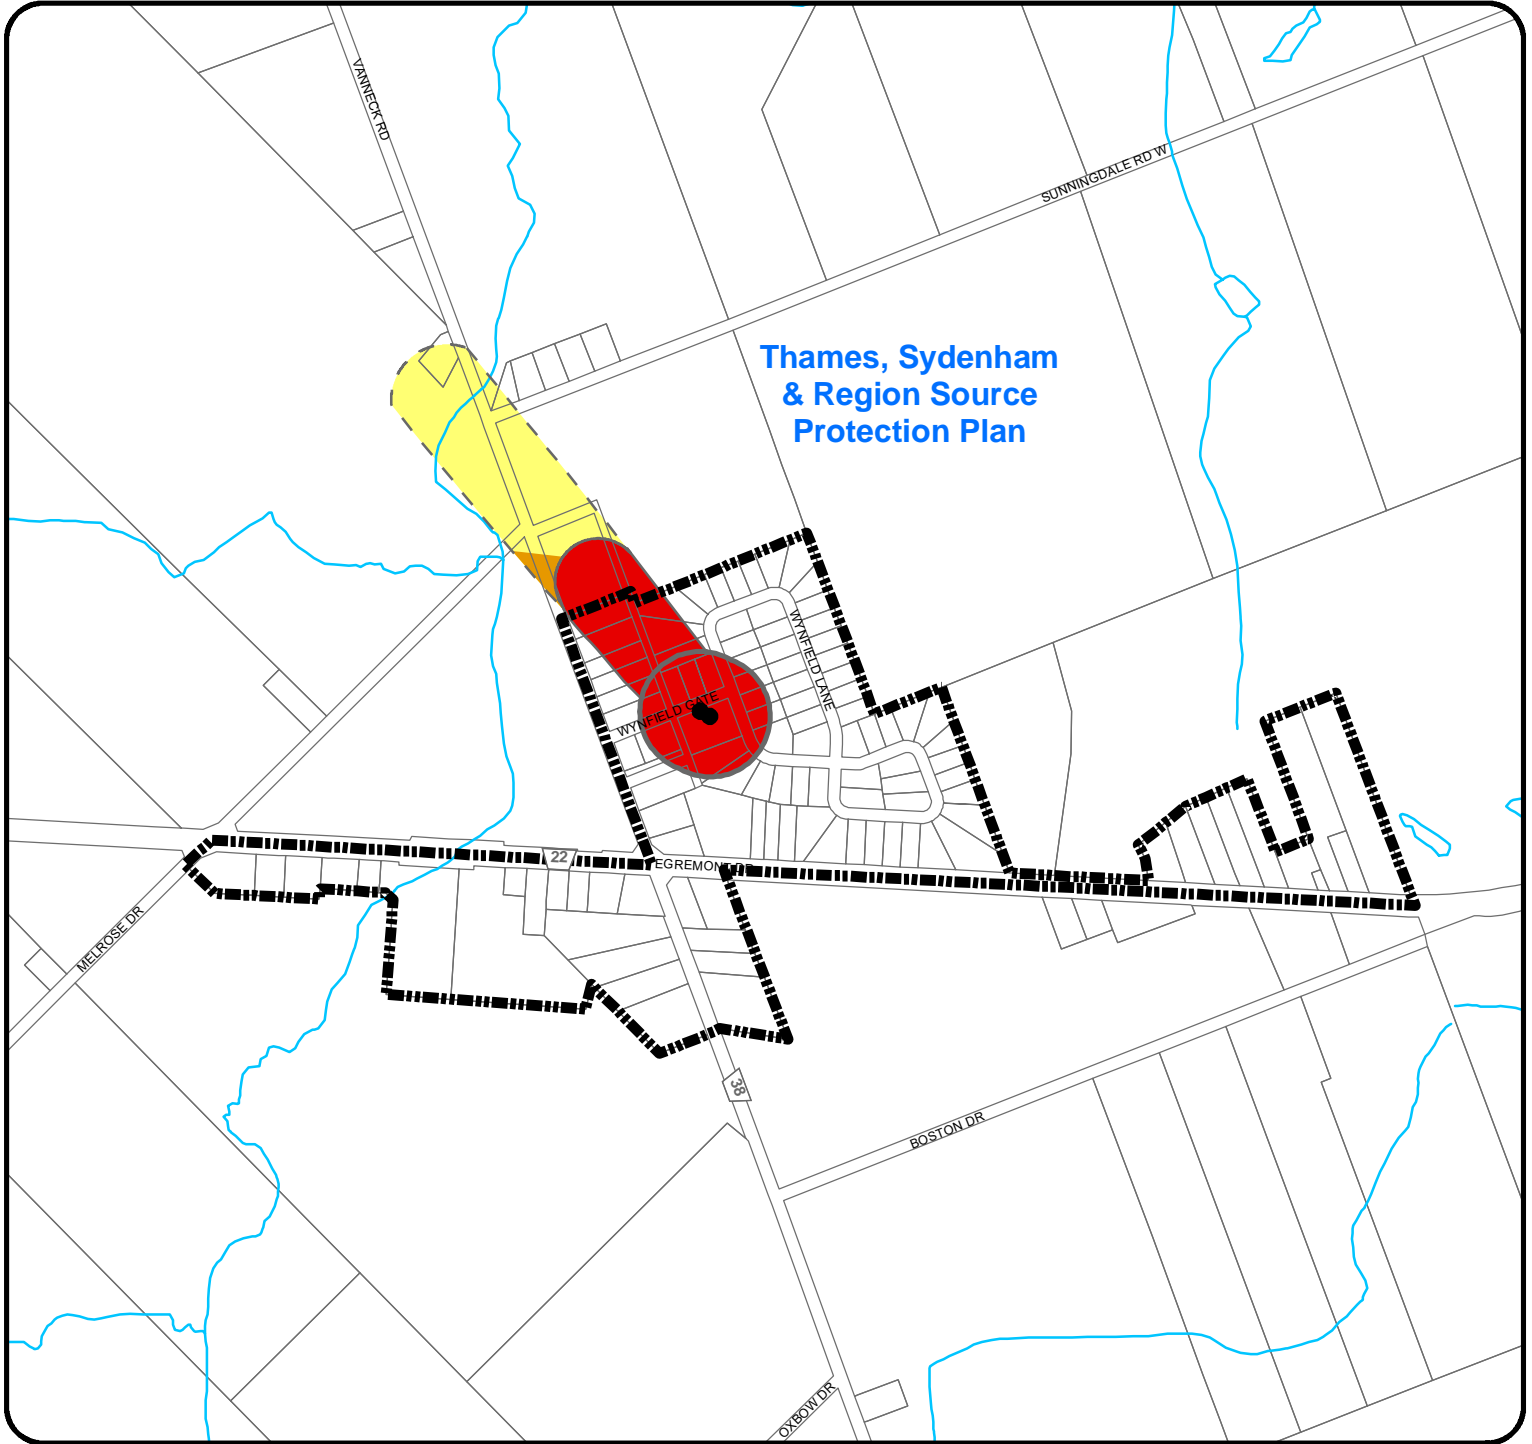 VANNECK RD
SUNNINGDALE RD W
Thames, Sydenham
& Region Source
Protection Plan
WYNFIELD LANE
WYNFIELD GATE
22
EGREMONT DR
MELROSE DR
38
BOSTON DR
OXBOW DR